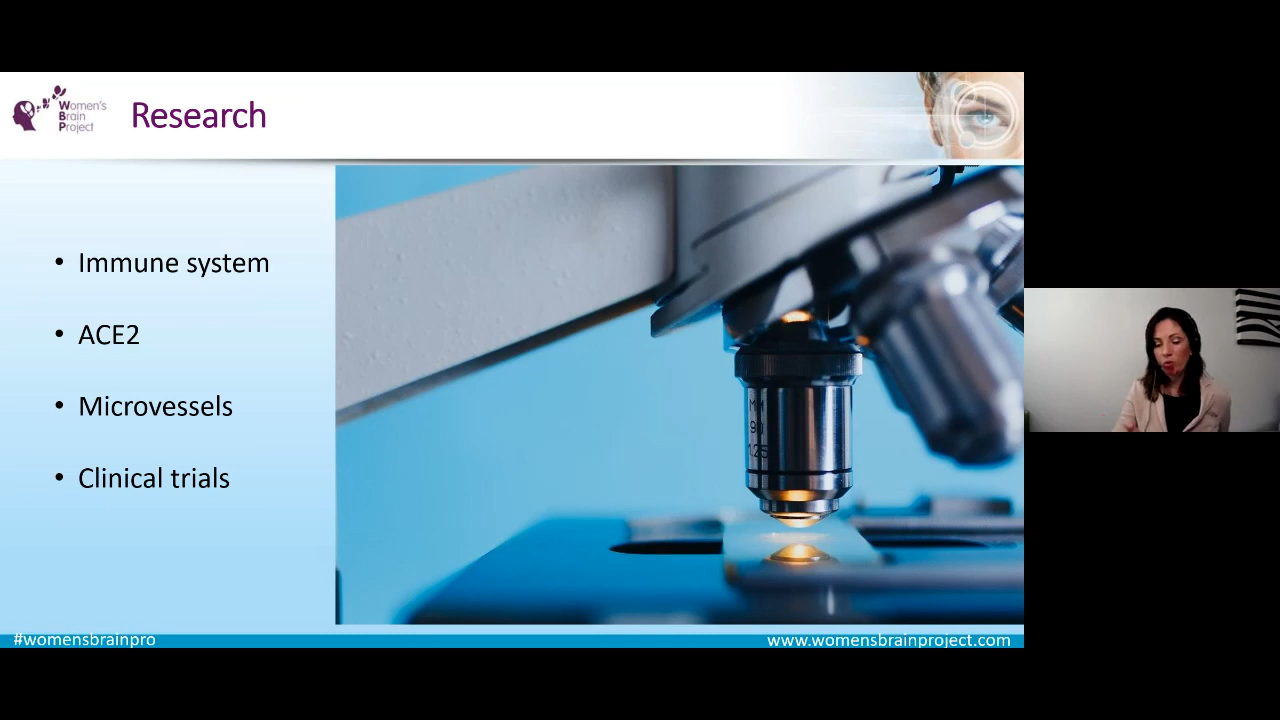 Women's
Brain
Project
Research
• Immune system
• ACE2
• Microvessels
• Clinical trials
#womensbrainpro
www.womensbrainproject.com